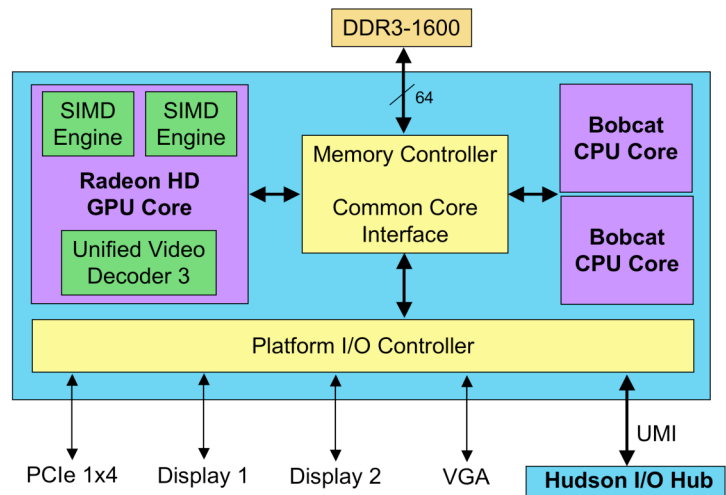 DDR3-1600
64
SIMD
Engine
SIMD
Engine
Radeon HD
GPU Core
Unified Video
Decoder 3
Memory Controller
Common Core
Interface
Bobcat
CPU Core
Bobcat
CPU Core
Platform I/O Controller
UMI
PCIe 1x4
Display 1
Display 2
VGA
Hudson I/O Hub